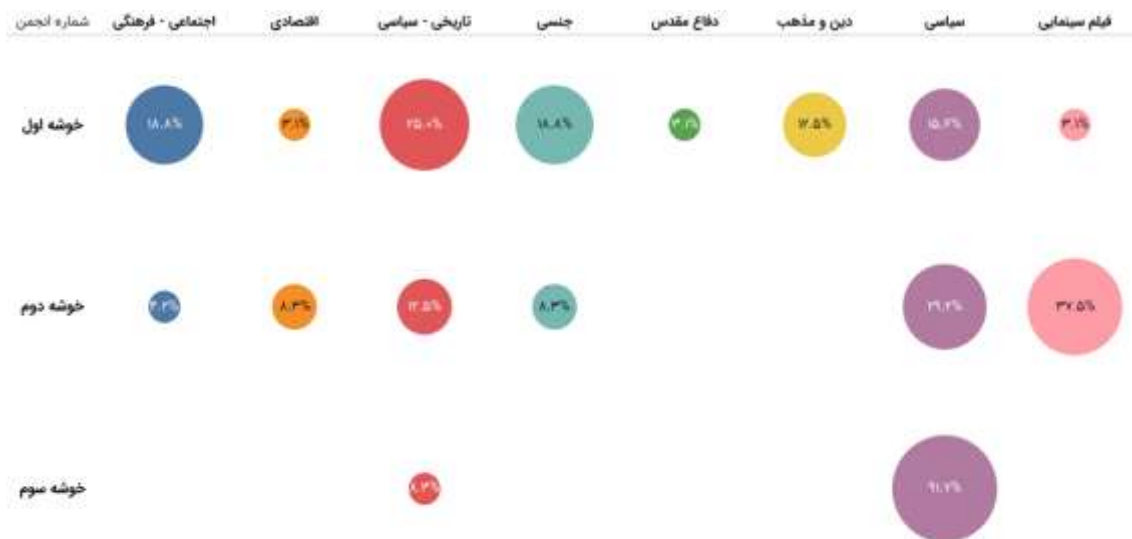 فیلم سینمایی سیاسی دین و مذهب دفاع مقدس جنسی تاریخی - سیاسی اقتصادی اجتماعی - فرهنگی شماره انجمن
۳.۱% ۱۵.۶% ۱۲.۵% ۳.۱% ۱۸.۸% ۲۵.۰% ۳.۱% ۱۸.۸% خوشه اول
۳۷.۵% ۲۹.۲% ۸.۳% ۱۲.۵% ۸.۳% ۴.۲% خوشه دوم
۹۱.۷% ۸.۳% خوشه سوم